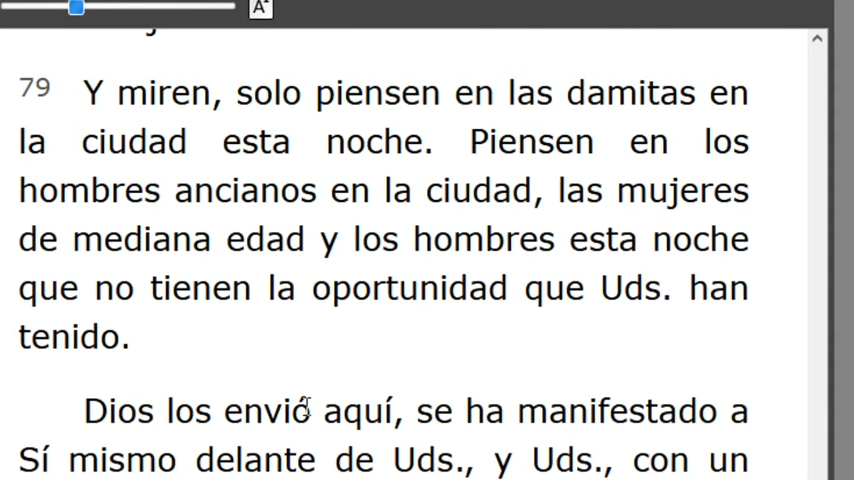 A
79 Y miren, solo piensen en las damitas en
la ciudad esta noche. Piensen en los
hombres ancianos en la ciudad, las mujeres
de mediana edad y los hombres esta noche
que no tienen la oportunidad que Uds. han
tenido.
Dios los envió aquí, se ha manifestado a
Sí mismo delante de Uds., y Uds., con un